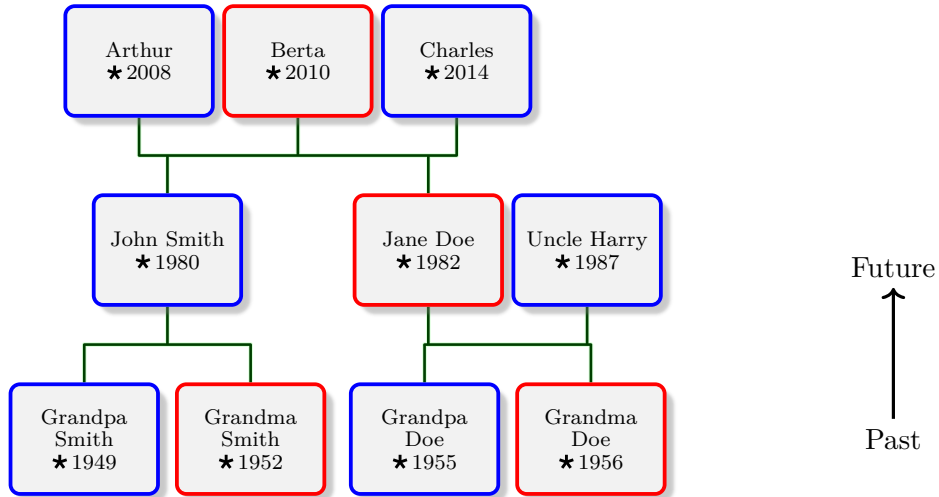 Arthur
★2008
Berta
★2010
Charles
★2014
John Smith
★1980
Jane Doe
★1982
Uncle Harry
★1987
Future
Grandpa
Smith
★1949
Grandma
Smith
★1952
Grandpa
Doe
★1955
Grandma
Doe
★1956
Past